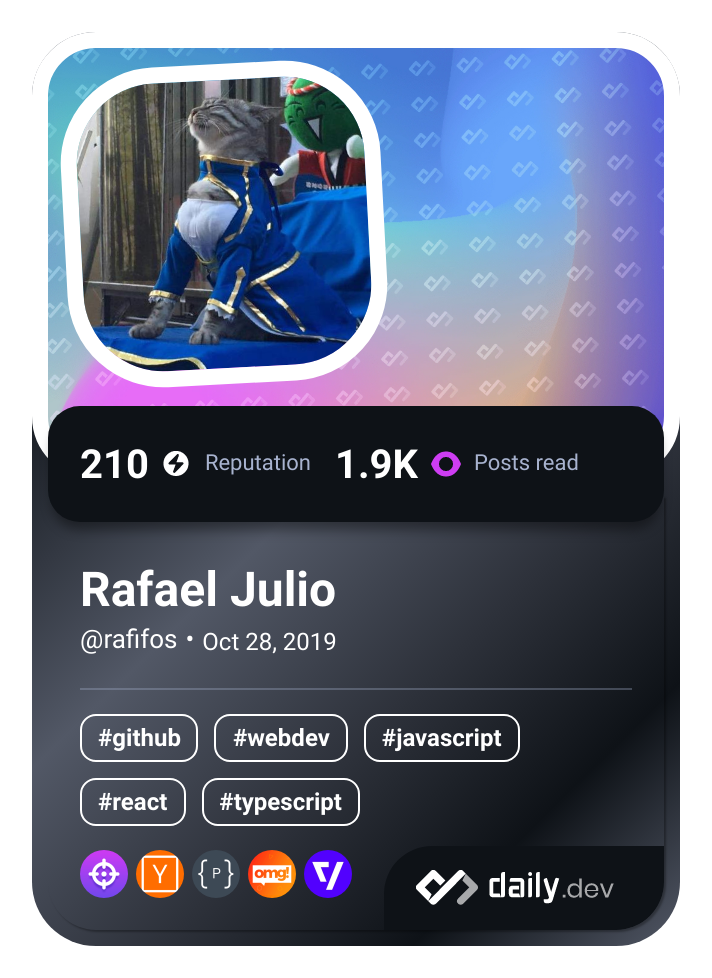 210 Reputation 1.9K Posts read
Rafael Julio
@rafifos • Oct 28, 2019
#github #webdev #javascript
#react #typescript
Y {P} omg!
daily.dev